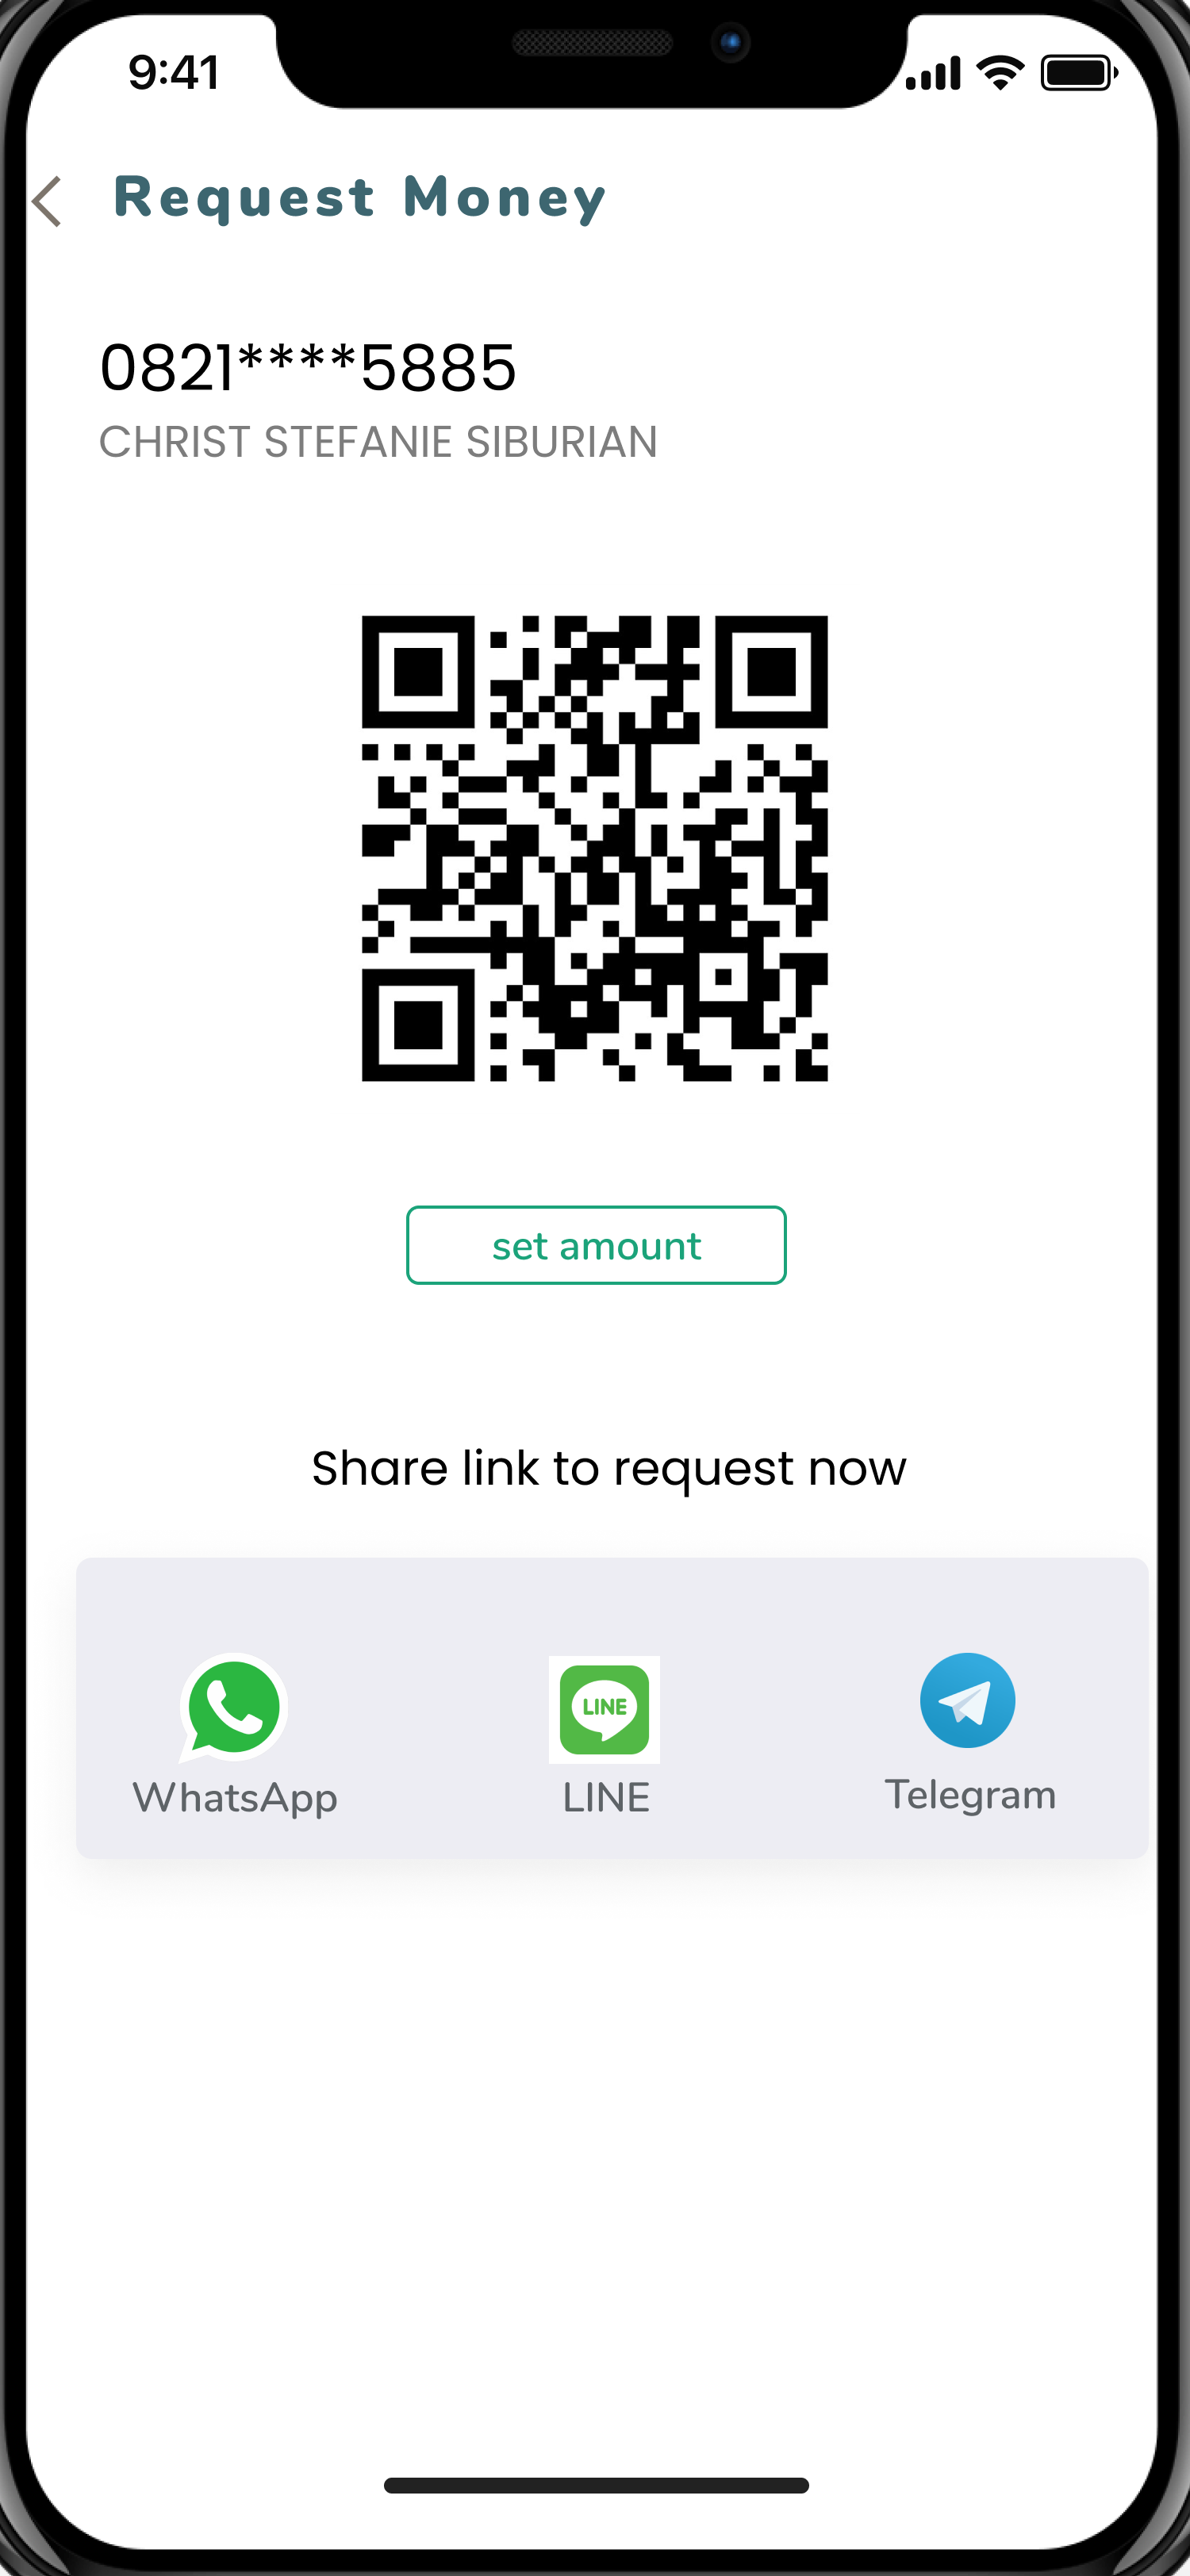 9:41
Request Money
0821****5885
CHRIST STEFANIE SIBURIAN
set amount
Share link to request now
LINE
WhatsApp
LINE
Telegram